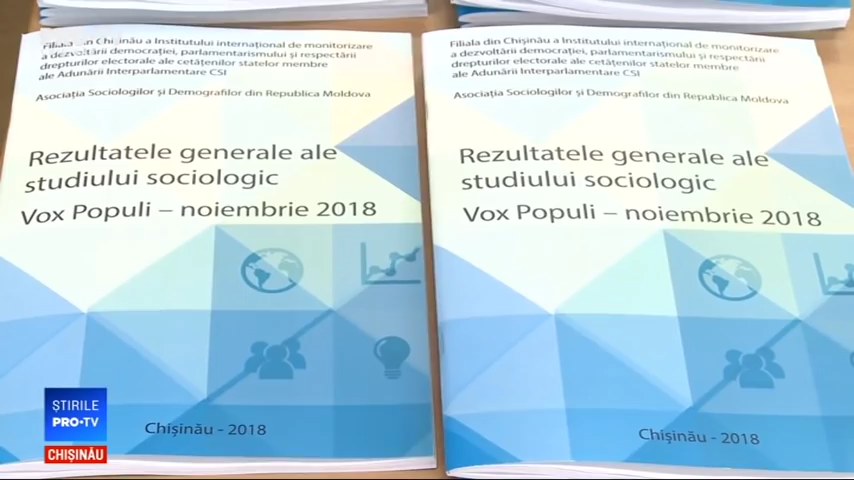 Filiala din Chișinău a Institutului internațional de monitorizare
a dezvoltării democrației, parlamentarismului și respectării
drepturilor electorale ale cetățenilor statelor membre
ale Adunării Interparlamentare CSI
Asociația Sociologilor și Demografilor din Republica Moldova
Rezultatele generale ale
studiului sociologic
Vox Populi – noiembrie 2018
Chișinău - 2018
Filiala din Chișinău a Institutului internațional de monitorizare
a dezvoltării democrației, parlamentarismului și respectării
drepturilor electorale ale cetățenilor statelor membre
ale Adunării Interparlamentare CSI
Asociația Sociologilor și Demografilor din Republica Moldova
Rezultatele generale ale
studiului sociologic
Vox Populi – noiembrie 2018
Chișinău - 2018
ȘTIRILE
PRO•TV
CHIȘINĂU